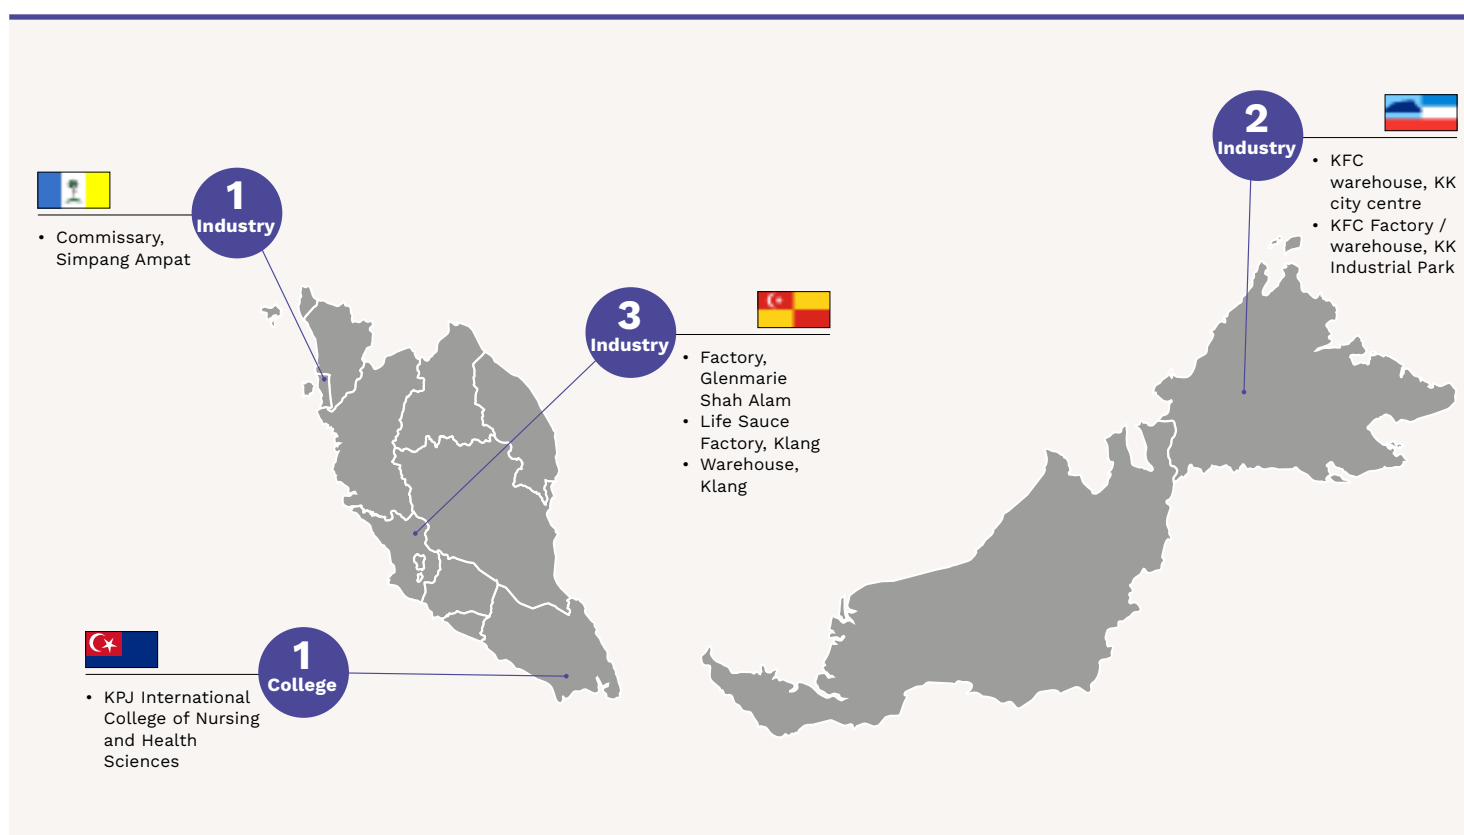 1
Industry
• Commissary,
Simpang Ampat
3
Industry
• Factory,
Glenmarie
Shah Alam
• Life Sauce
Factory, Klang
• Warehouse,
Klang
2
Industry
• KFC
warehouse, KK
city centre
• KFC Factory /
warehouse, KK
Industrial Park
1
College
• KPJ International
College of Nursing
and Health
Sciences